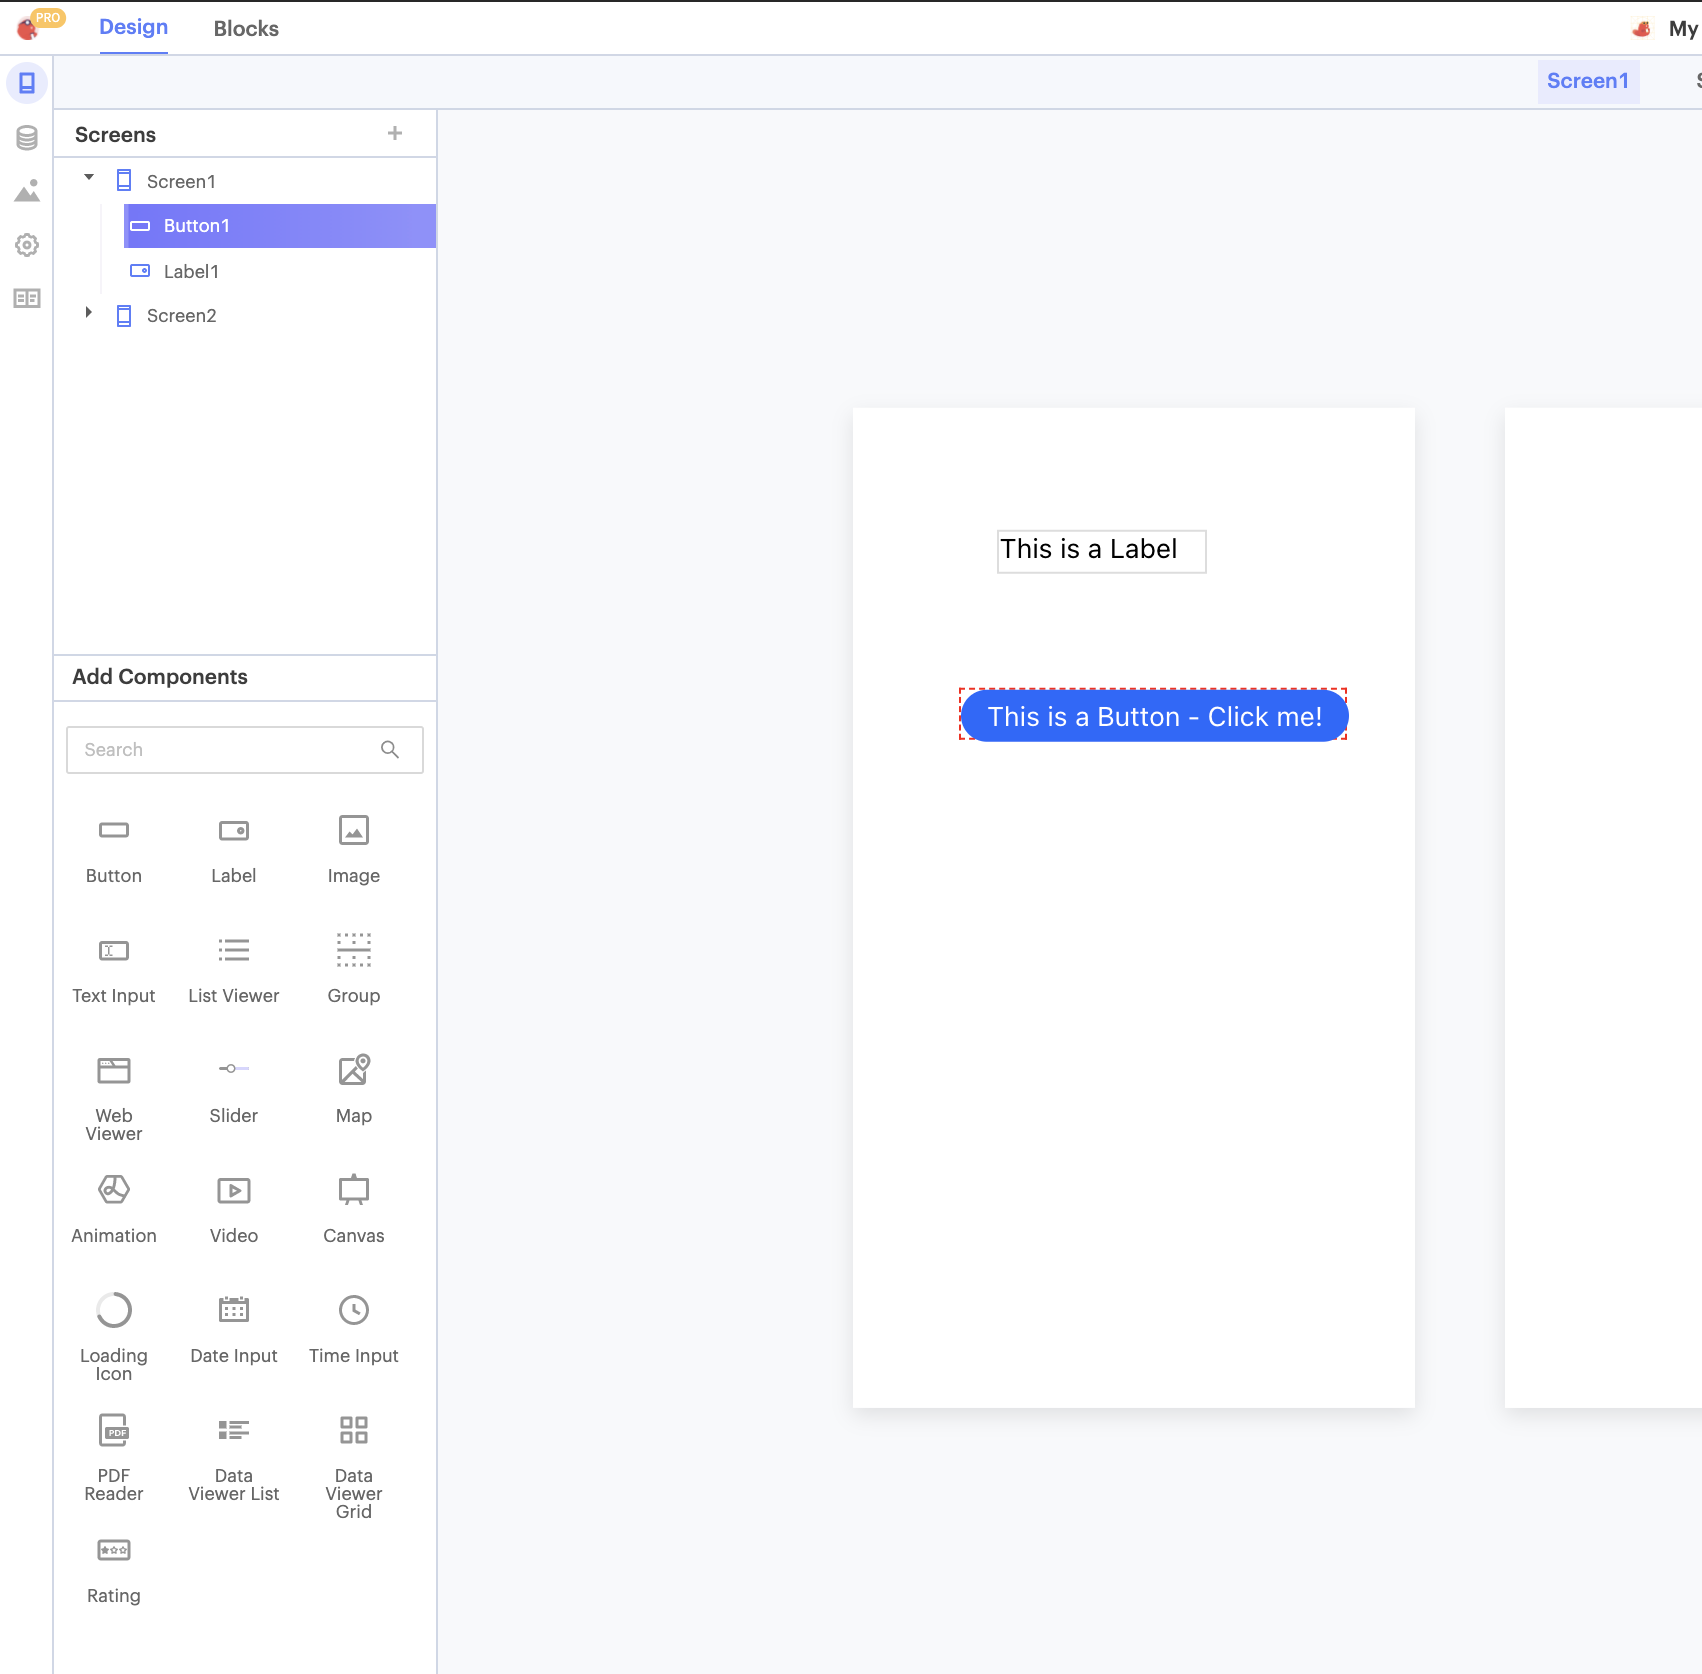 PRO
Design
Blocks
My
Screen1
Screens
Screen1
Button1
Label1
Screen2
This is a Label
This is a Button - Click me!
Add Components
Search
Button
Label
Image
Text Input
List Viewer
Group
Web
Viewer
Slider
Map
Animation
Video
Canvas
Loading
Icon
Date Input
Time Input
PDF
PDF
Reader
Data
Viewer List
Data
Viewer
Grid
Rating